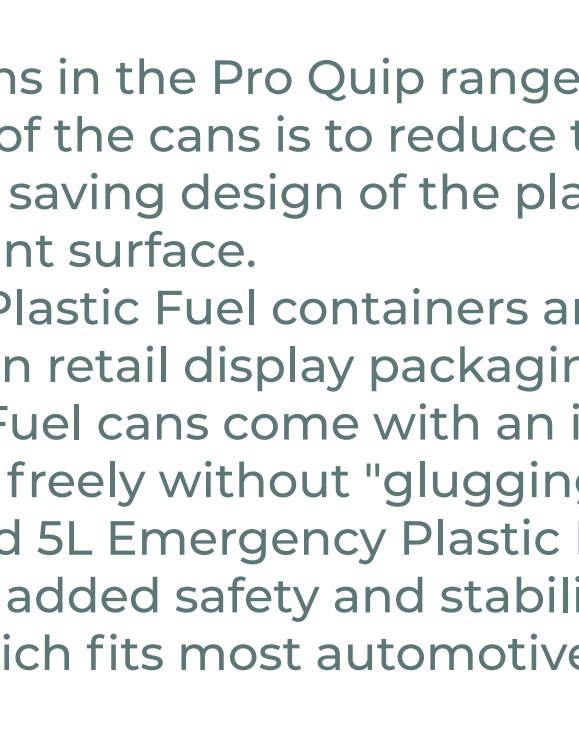 ns in the Pro Quip range
of the cans is to reduce t
saving design of the pla
nt surface.
Plastic Fuel containers a
n retail display packagin
Fuel cans come with an i
freely without "glugging
d 5L Emergency Plastic
added safety and stabili
ich fits most automotive